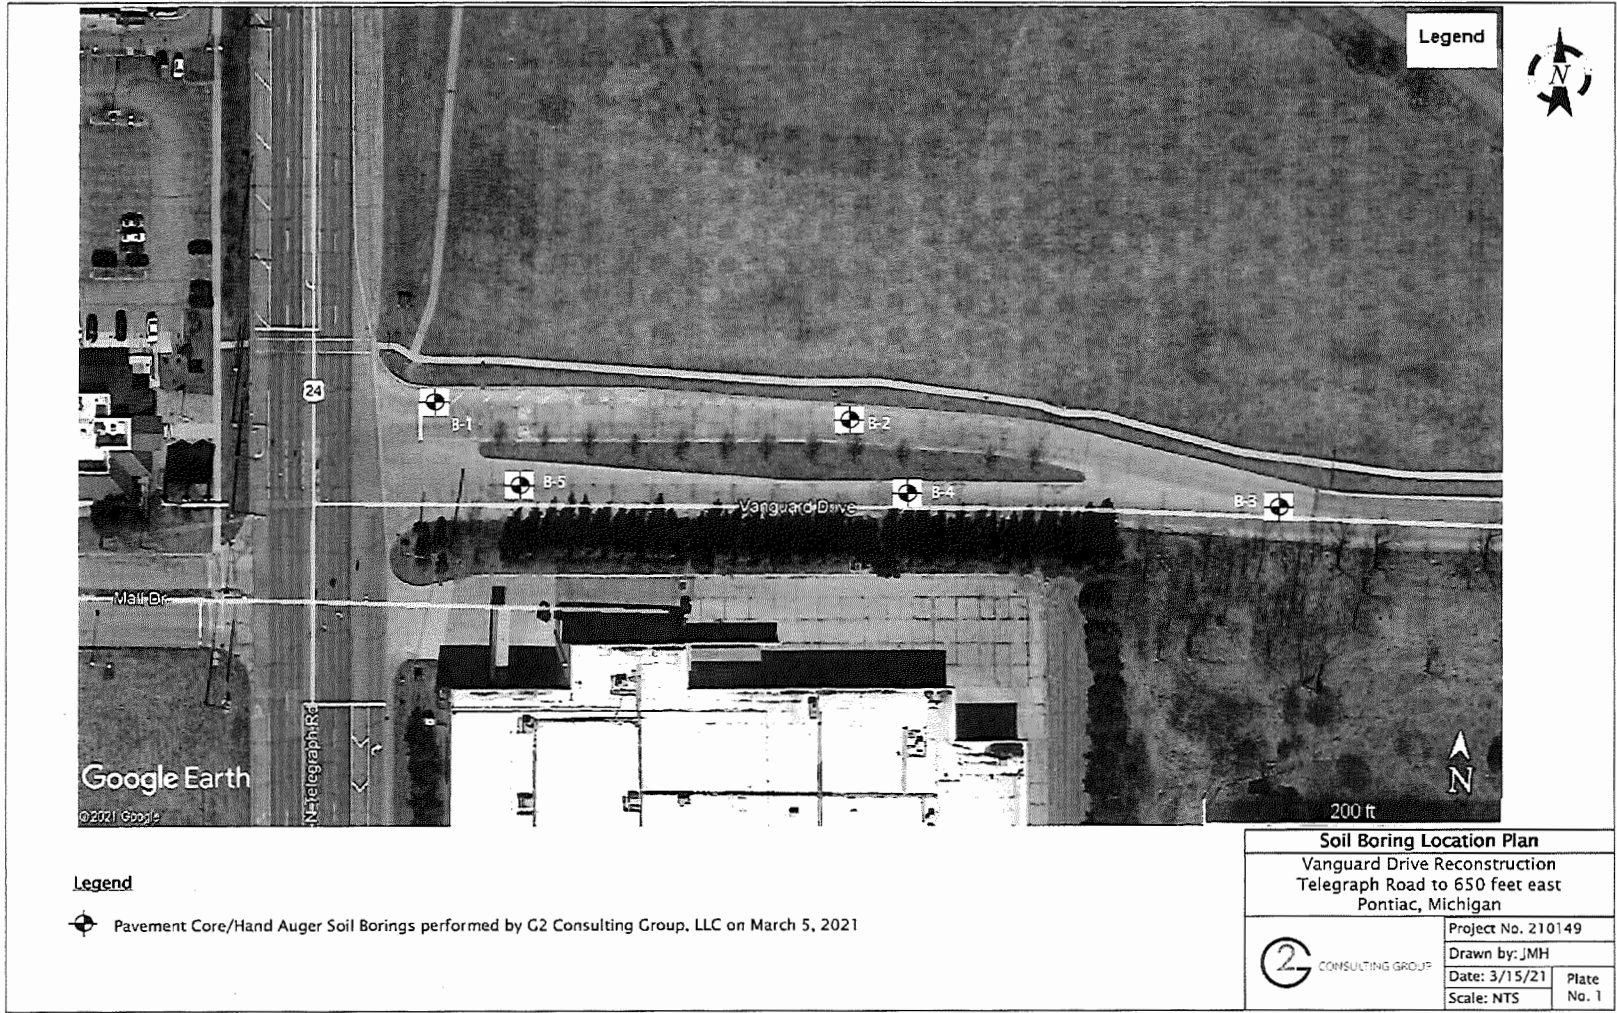 Legend
N
24
B-1
B-2
B-5
B-4
B-3
Vanguard Drive
Mall Dr
N Telegraph Rd
Google Earth
©2021 Google
N
200 ft
Soil Boring Location Plan
Vanguard Drive Reconstruction
Telegraph Road to 650 feet east
Pontiac, Michigan
Legend
Pavement Core/Hand Auger Soil Borings performed by G2 Consulting Group, LLC on March 5, 2021
G2 CONSULTING GROUP
Project No. 210149
Drawn by: JMH
Date: 3/15/21
Scale: NTS
Plate
No. 1